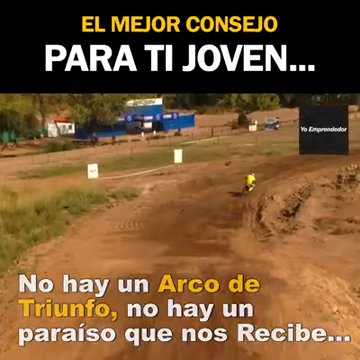 EL MEJOR CONSEJO
PARA TI JOVEN...
Yo Emprendedor
No hay un Arco de
Triunfo, no hay un
paraíso que nos Recibe...